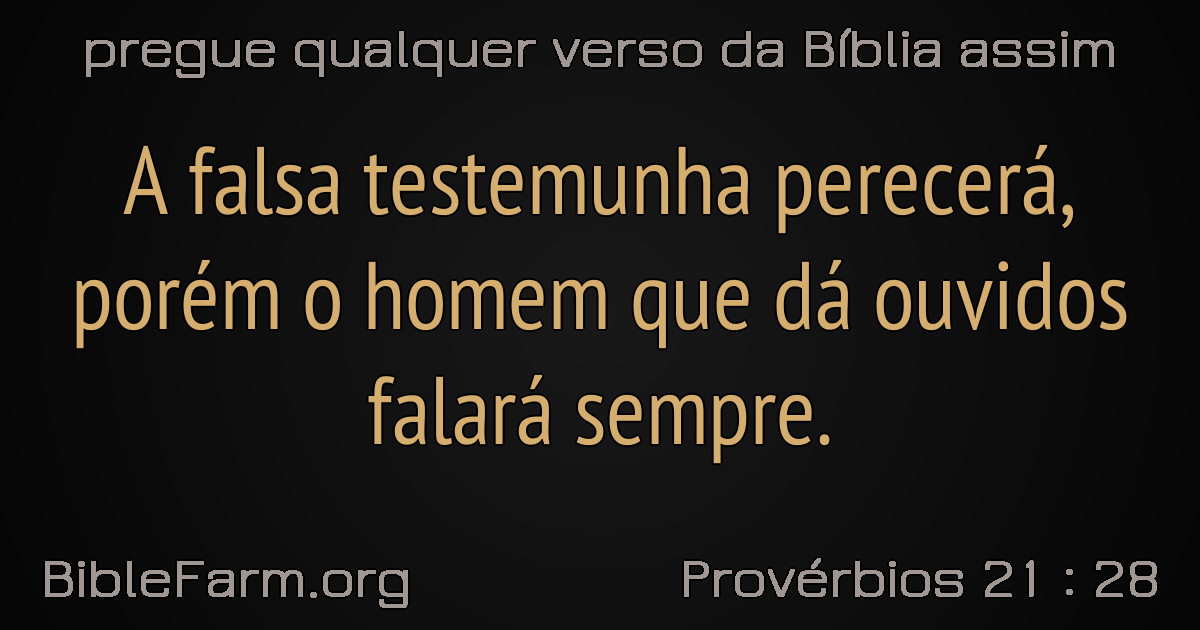 pregue qualquer verso da Bíblia assim
A falsa testemunha perecerá,
porém o homem que dá ouvidos
falará sempre.
BibleFarm.org
Provérbios 21 : 28